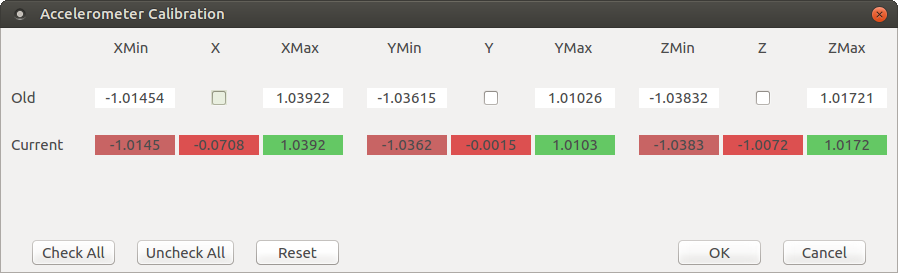 Accelerometer Calibration
XMin X XMax YMin Y YMax ZMin Z ZMax
Old -1.01454 1.03922 -1.03615 1.01026 -1.03832 1.01721
Current -1.0145 -0.0708 1.0392 -1.0362 -0.0015 1.0103 -1.0383 -1.0072 1.0172
Check All Uncheck All Reset OK Cancel